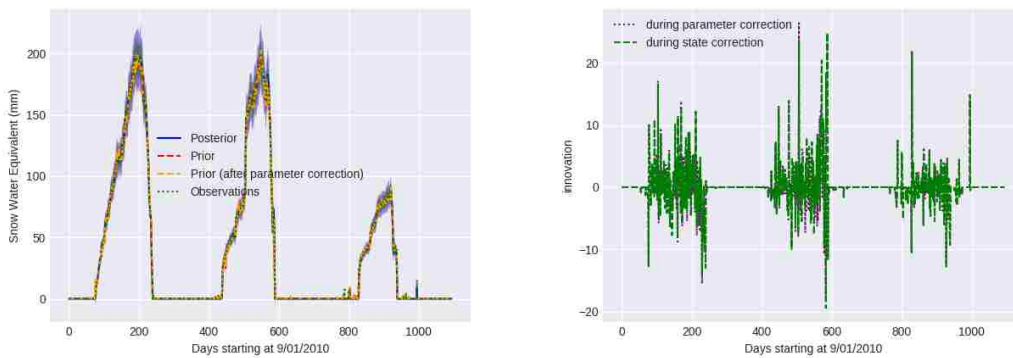 200
150
100
50
0
Snow Water Equivalent (mm)
Posterior
Prior
Prior (after parameter correction)
Observations
0 200 400 600 800 1000
Days starting at 9/01/2010
during parameter correction
during state correction
20
10
0
−10
−20
innovation
0 200 400 600 800 1000
Days starting at 9/01/2010